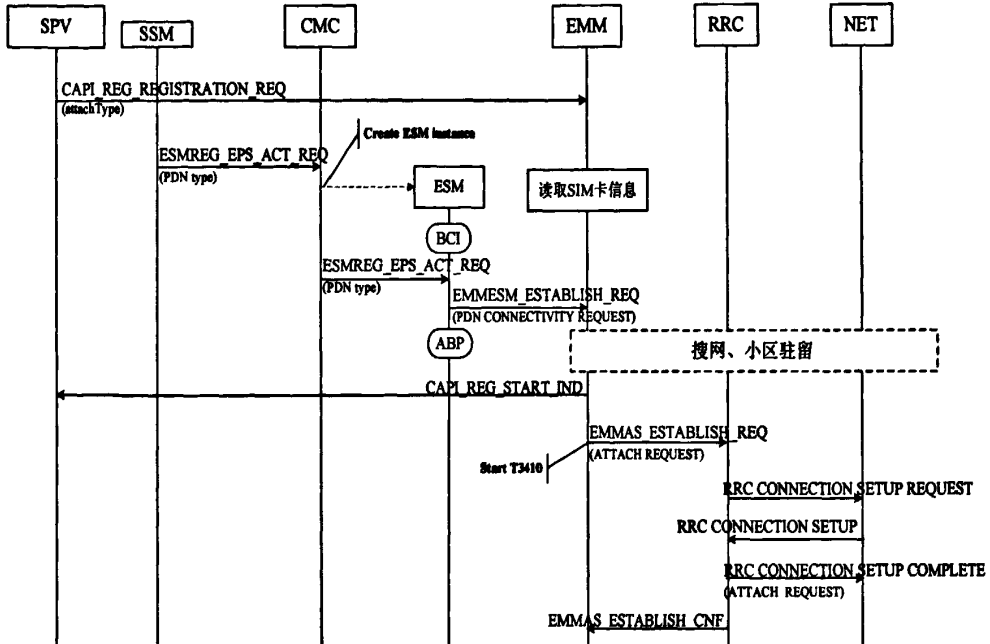 SPV
SSM
CMC
EMM
RRC
NET
CAPI_REG_REGISTRATION_REQ
(attachType)
Create ESM instance
ESMREG_EPS_ACT_REQ
(PDN type)
ESM
读取SIM卡信息
BCI
ESMREG_EPS_ACT_REQ
(PDN type)
EMMESM_ESTABLISH_REQ
(PDN CONNECTIVITY REQUEST)
ABP
搜网、小区驻留
CAPI_REG_START_IND
EMMAS_ESTABLISH_REQ
(ATTACH REQUEST)
Start T3410
RRC CONNECTION SETUP REQUEST
RRC CONNECTION SETUP
RRC CONNECTION SETUP COMPLETE
(ATTACH REQUEST)
EMMAS_ESTABLISH_CNF